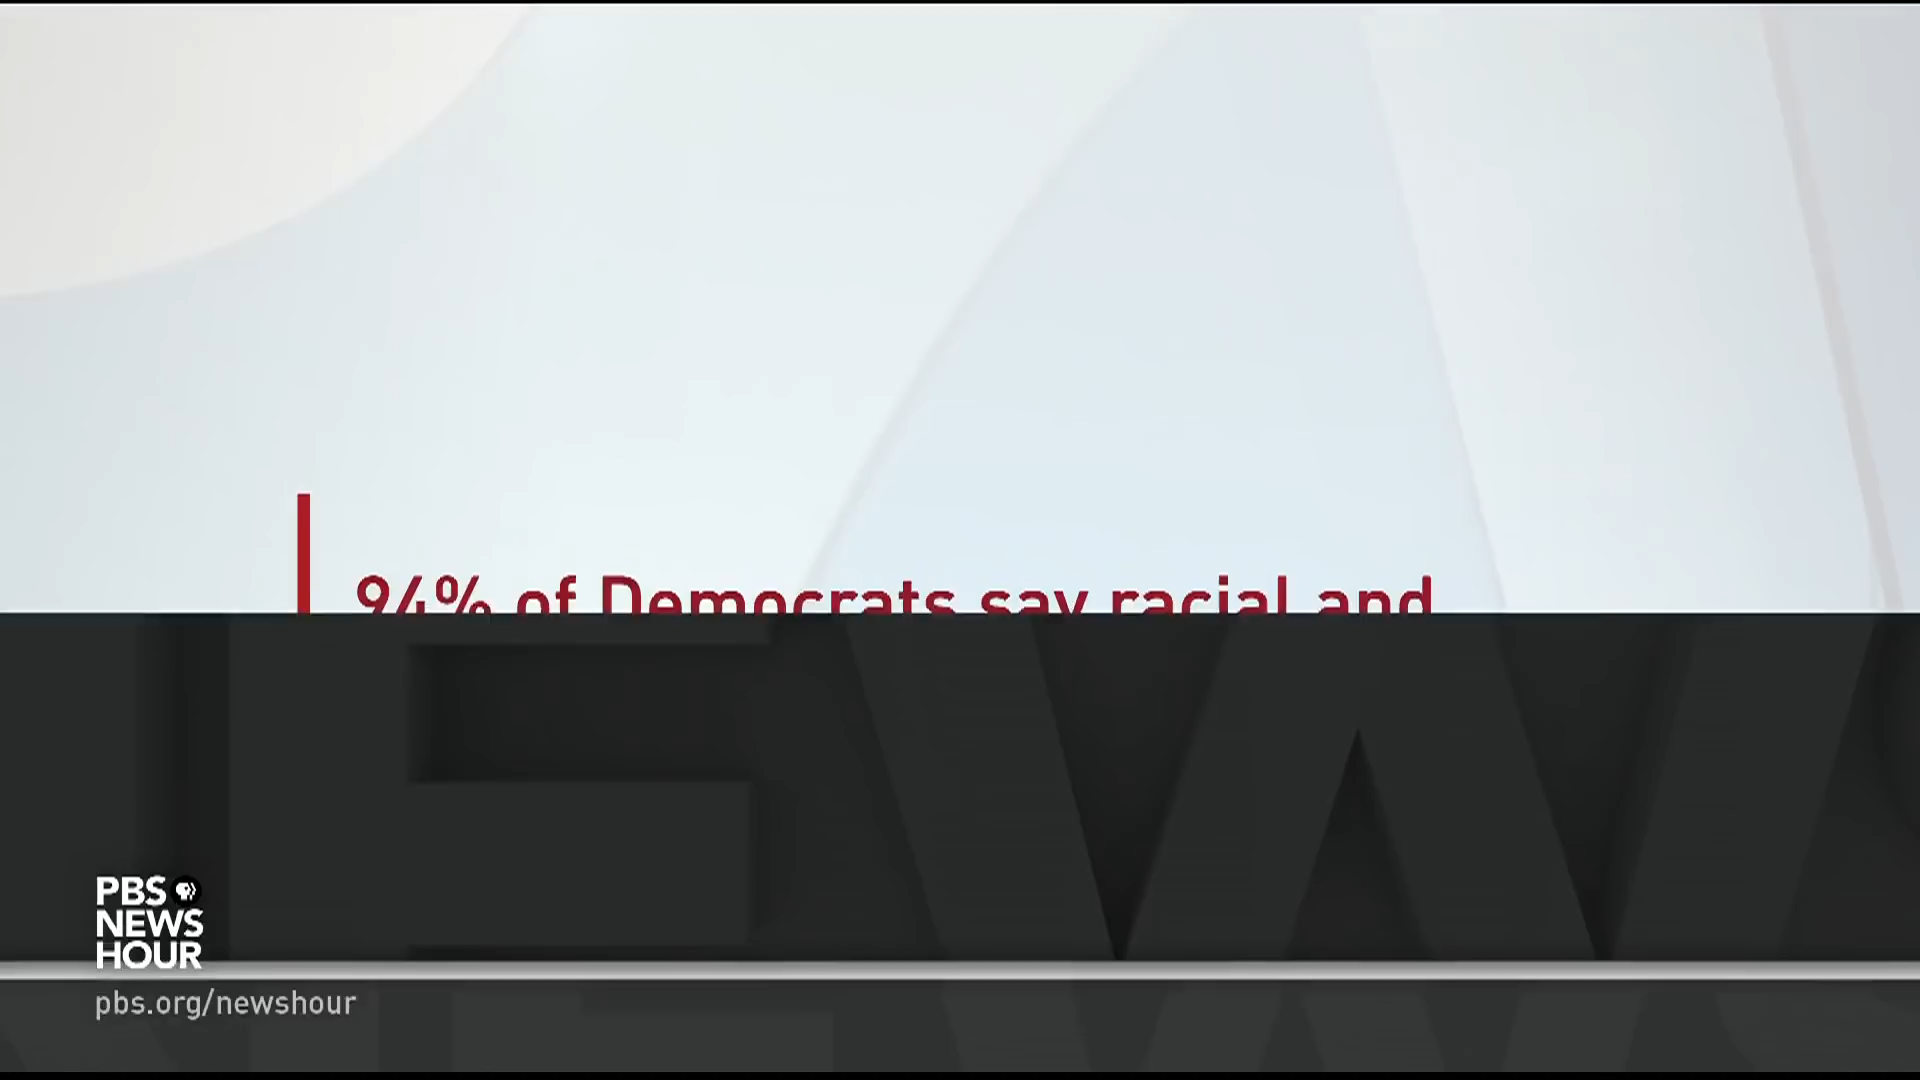 94% of Democrats say racial and
PBS
NEWS
HOUR
pbs.org/newshour